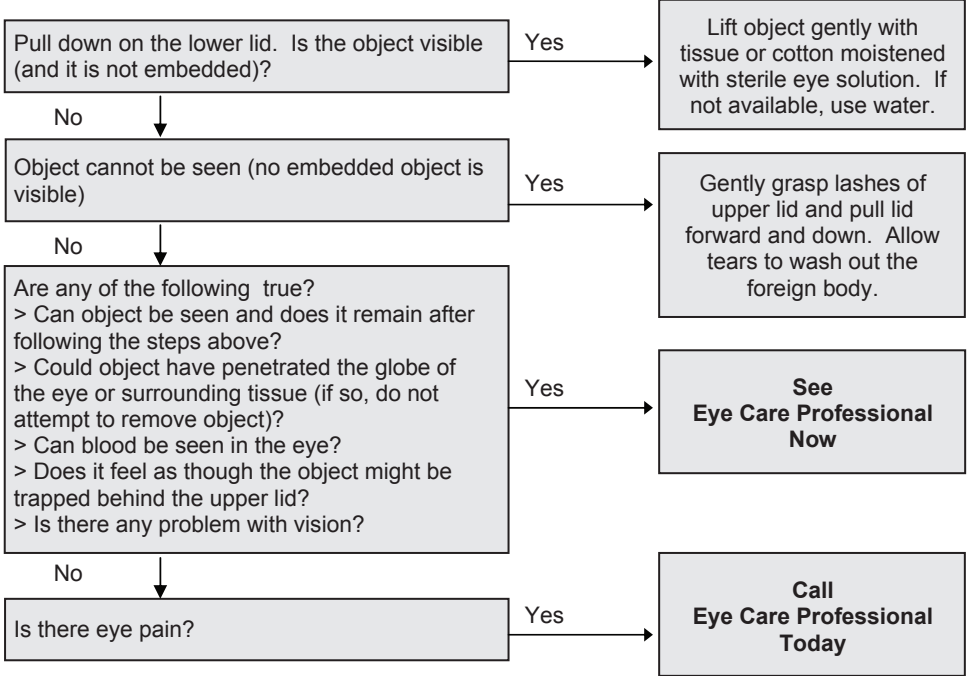 Pull down on the lower lid. Is the object visible
(and it is not embedded)?
Yes
Lift object gently with
tissue or cotton moistened
with sterile eye solution. If
not available, use water.
No
Object cannot be seen (no embedded object is
visible)
Yes
Gently grasp lashes of
upper lid and pull lid
forward and down. Allow
tears to wash out the
foreign body.
No
Are any of the following true?
> Can object be seen and does it remain after
following the steps above?
> Could object have penetrated the globe of
the eye or surrounding tissue (if so, do not
attempt to remove object)?
> Can blood be seen in the eye?
> Does it feel as though the object might be
trapped behind the upper lid?
> Is there any problem with vision?
Yes
See
Eye Care Professional
Now
No
Is there eye pain?
Yes
Call
Eye Care Professional
Today